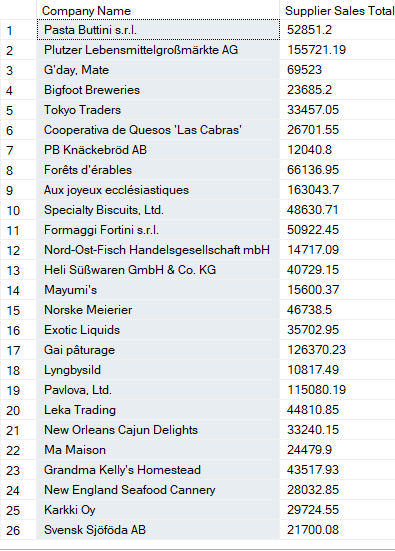 Company Name Supplier Sales Total
1 Pasta Buttini s.r.l. 52851.2
2 Plutzer Lebensmittelgroßmärkte AG 155721.19
3 G'day, Mate 69523
4 Bigfoot Breweries 23685.2
5 Tokyo Traders 33457.05
6 Cooperativa de Quesos 'Las Cabras' 26701.55
7 PB Knäckebröd AB 12040.8
8 Forêts d'érables 66136.95
9 Aux joyeux ecclésiastiques 163043.7
10 Specialty Biscuits, Ltd. 48630.71
11 Formaggi Fortini s.r.l. 50922.45
12 Nord-Ost-Fisch Handelsgesellschaft mbH 14717.09
13 Heli Süßwaren GmbH & Co. KG 40729.15
14 Mayumi's 15600.37
15 Norske Meierier 46738.5
16 Exotic Liquids 35702.95
17 Gai pâturage 126370.23
18 Lyngbysild 10817.49
19 Pavlova, Ltd. 115080.19
20 Leka Trading 44810.85
21 New Orleans Cajun Delights 33240.15
22 Ma Maison 24479.9
23 Grandma Kelly's Homestead 43517.93
24 New England Seafood Cannery 28032.85
25 Karkki Oy 29724.55
26 Svensk Sjöföda AB 21700.08